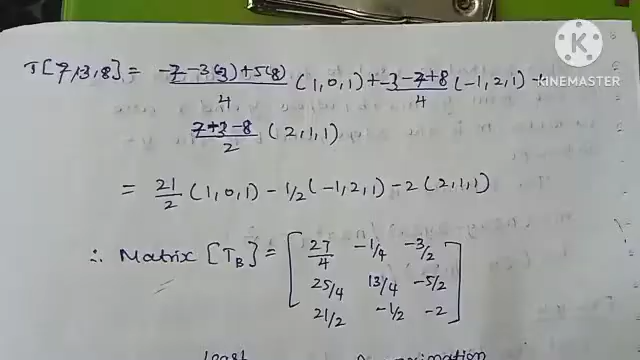 T[7,-3,8] = -7-3(-3)+5(8)/4 (1,0,1) + -3-7+8/4 (-1,2,1) +
7+3-8/2 (2,1,1)
= 21/2 (1,0,1) - 1/2 (-1,2,1) - 2 (2,1,1)
∴ Matrix [T_B] = [ 27/4 -1/4 -3/2
25/4 13/4 -5/2
21/2 -1/2 -2 ]
KINEMASTER